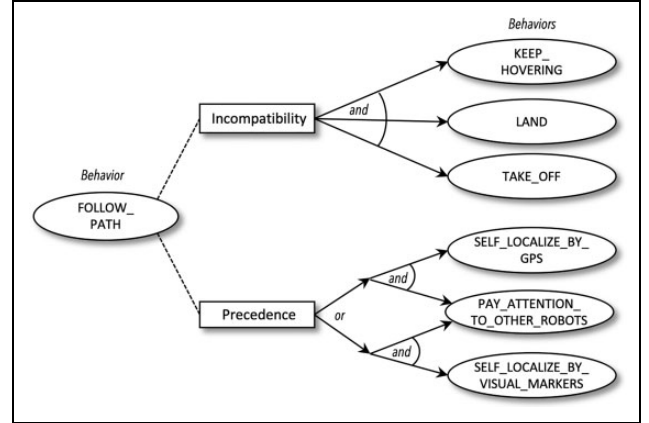 Behaviors
KEEP_
HOVERING
Incompatibility
and
LAND
TAKE_OFF
Behavior
FOLLOW_
PATH
SELF_LOCALIZE_BY_
GPS
and
Precedence
or
PAY_ATTENTION_
TO_OTHER_ROBOTS
and
SELF_LOCALIZE_BY_
VISUAL_MARKERS